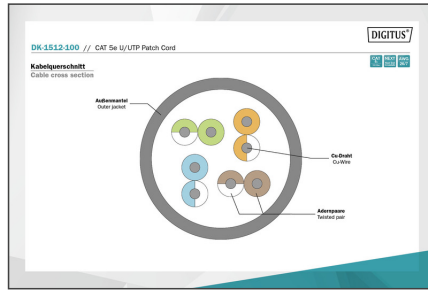 DIGITUS®
DK-1512-100 // CAT 5e U/UTP Patch Cord
Kabelquerschnitt
Cable cross section
Außenmantel
Outer jacket
Cu-Draht
Cu-Wire
Adernpaare
Twisted pair